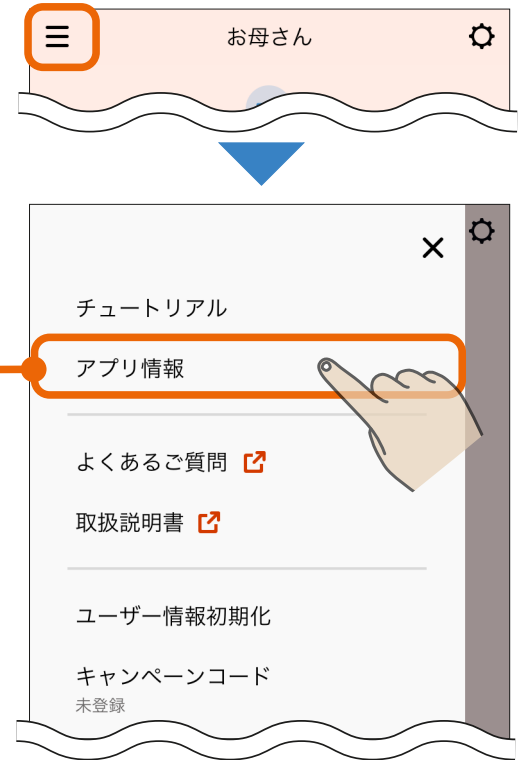 お母さん
チュートリアル
アプリ情報
よくあるご質問
取扱説明書
ユーザー情報初期化
キャンペーンコード
未登録